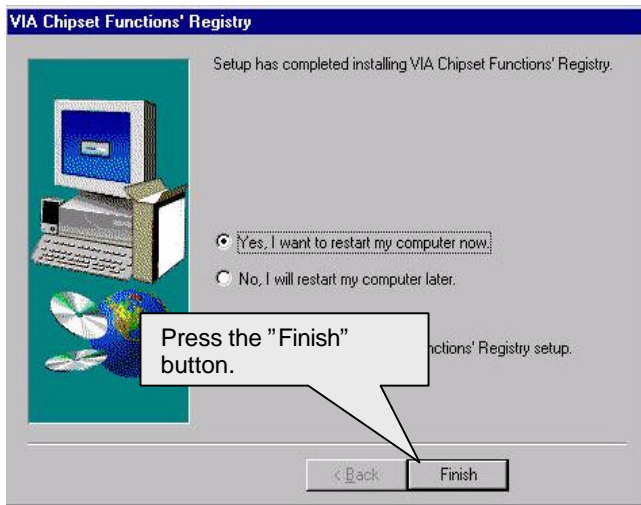 VIA Chipset Functions' Registry
Setup has completed installing VIA Chipset Functions' Registry.
Yes, I want to restart my computer now.
No, I will restart my computer later.
Press the ”Finish”
button.
Registry setup.
< Back
Finish